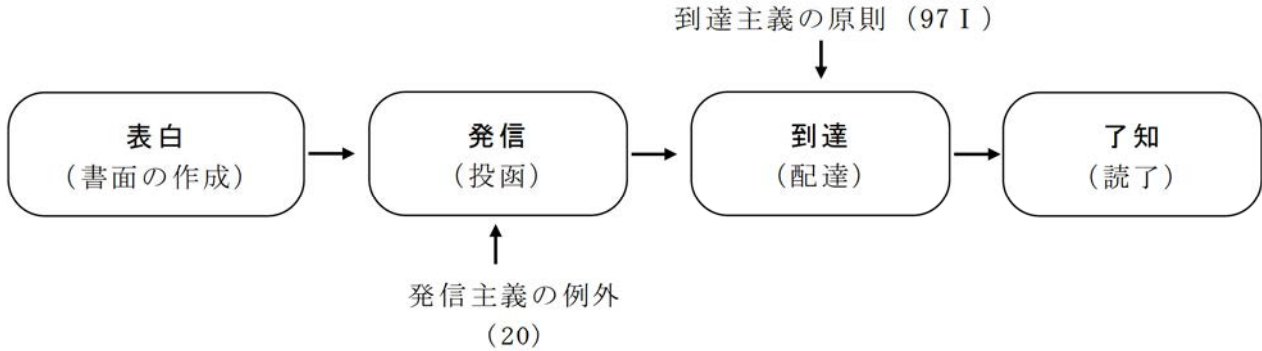 到達主義の原則（97Ⅰ）
表白
（書面の作成）
発信
（投函）
到達
（配達）
了知
（読了）
発信主義の例外
（20）